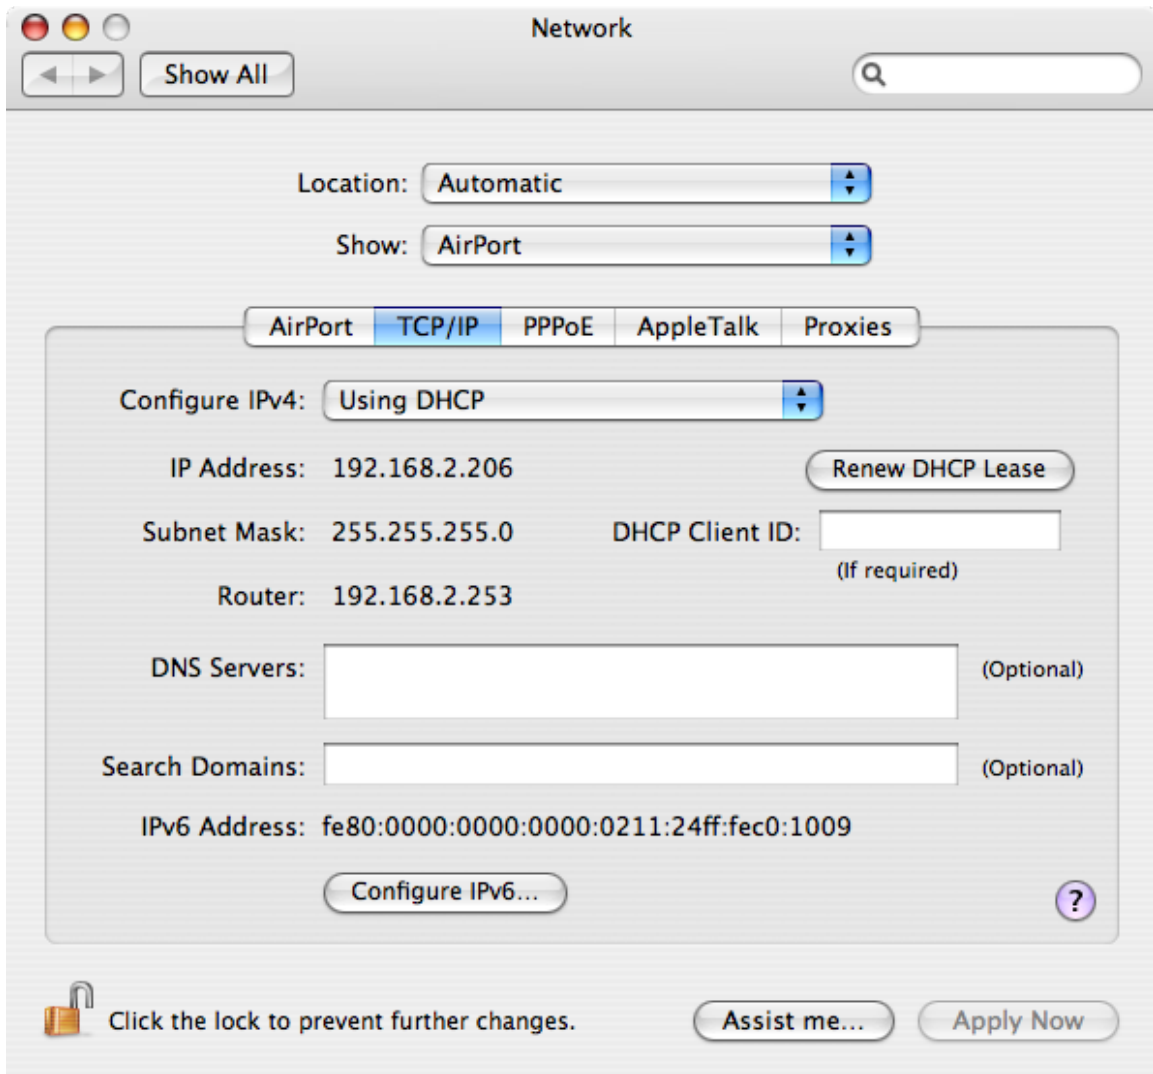 Network
Show All
Location: Automatic
Show: AirPort
AirPort TCP/IP PPPoE AppleTalk Proxies
Configure IPv4: Using DHCP
IP Address: 192.168.2.206 Renew DHCP Lease
Subnet Mask: 255.255.255.0 DHCP Client ID:
(If required)
Router: 192.168.2.253
DNS Servers: (Optional)
Search Domains: (Optional)
IPv6 Address: fe80:0000:0000:0000:0211:24ff:fec0:1009
Configure IPv6...
?
Click the lock to prevent further changes. Assist me... Apply Now